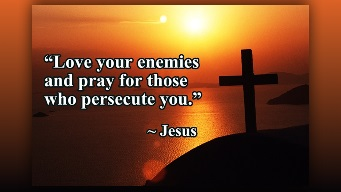 “Love your enemies
and pray for those
who persecute you.”
~ Jesus